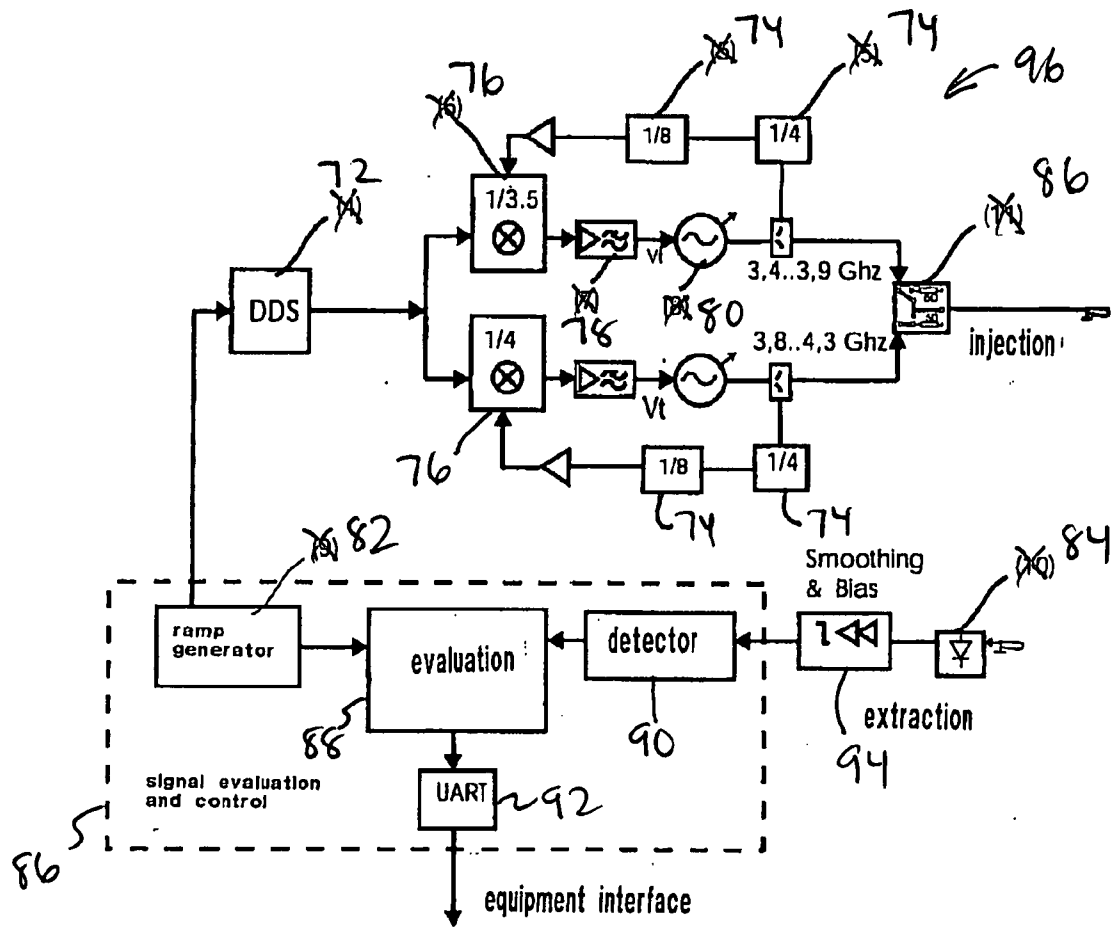 74
74
96
76
1/8
1/4
86
72
1/3.5
DDS
Vt
3,4..3,9 Ghz
78
80
1/4
3,8..4,3 Ghz
injection
Vt
76
1/8
1/4
74
74
82
Smoothing
& Bias
84
ramp
generator
evaluation
detector
88
90
extraction
94
signal evaluation
and control
UART
92
86
equipment interface